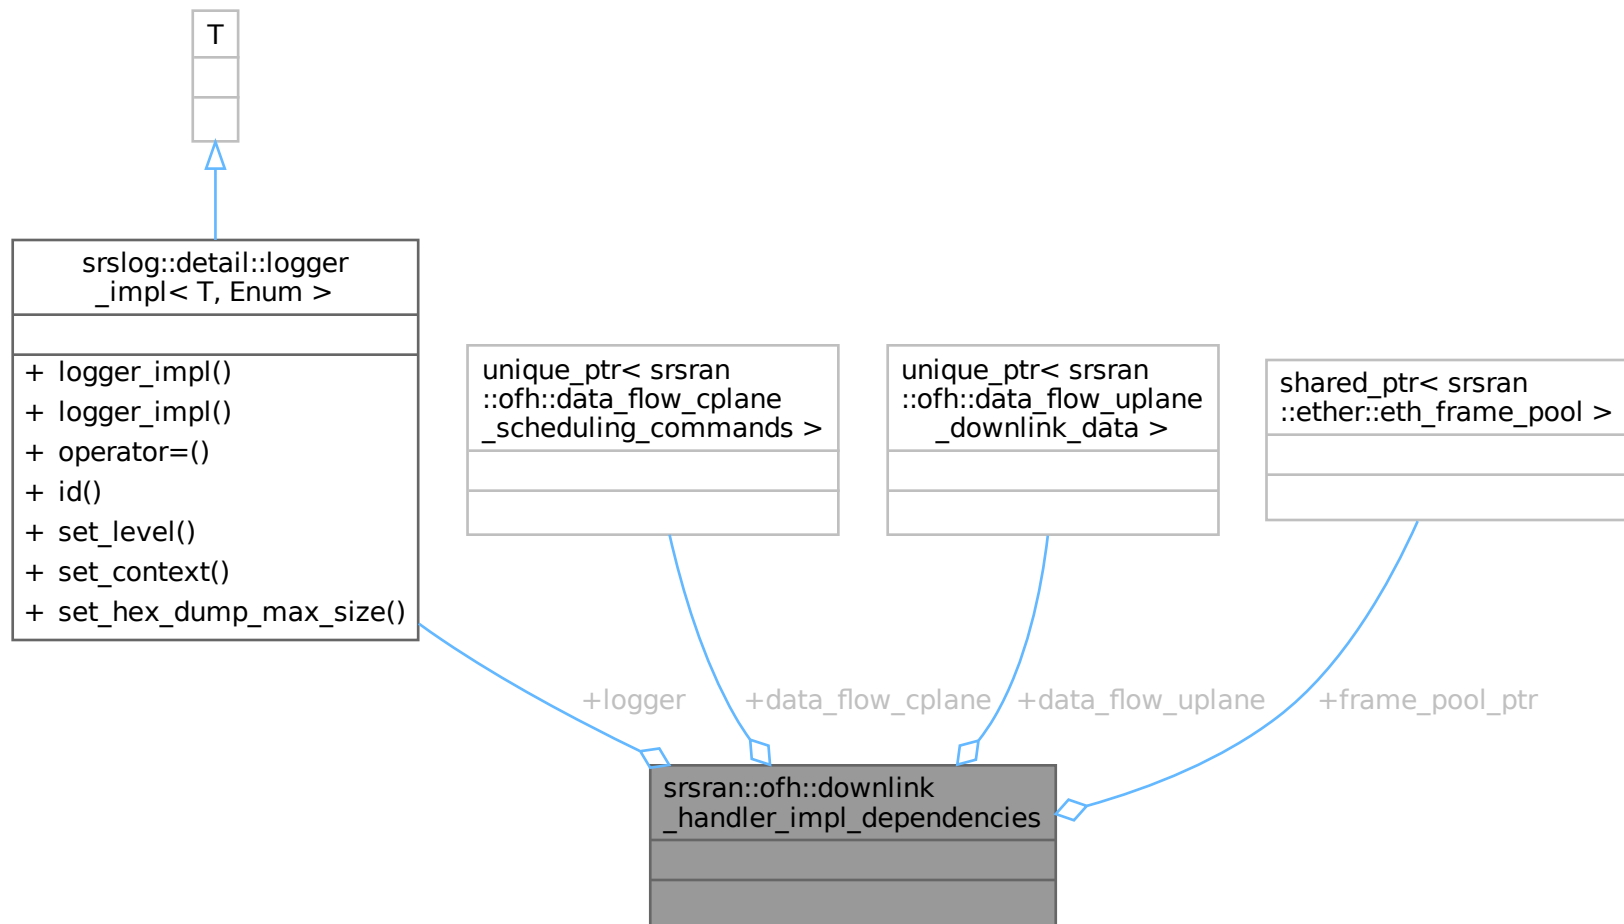 T
srslog::detail::logger
_impl< T, Enum >
+ logger_impl()
+ logger_impl()
+ operator=()
+ id()
+ set_level()
+ set_context()
+ set_hex_dump_max_size()
unique_ptr< srsran
::ofh::data_flow_cplane
_scheduling_commands >
unique_ptr< srsran
::ofh::data_flow_uplane
_downlink_data >
shared_ptr< srsran
::ether::eth_frame_pool >
+logger
+data_flow_cplane
+data_flow_uplane
+frame_pool_ptr
srsran::ofh::downlink
_handler_impl_dependencies